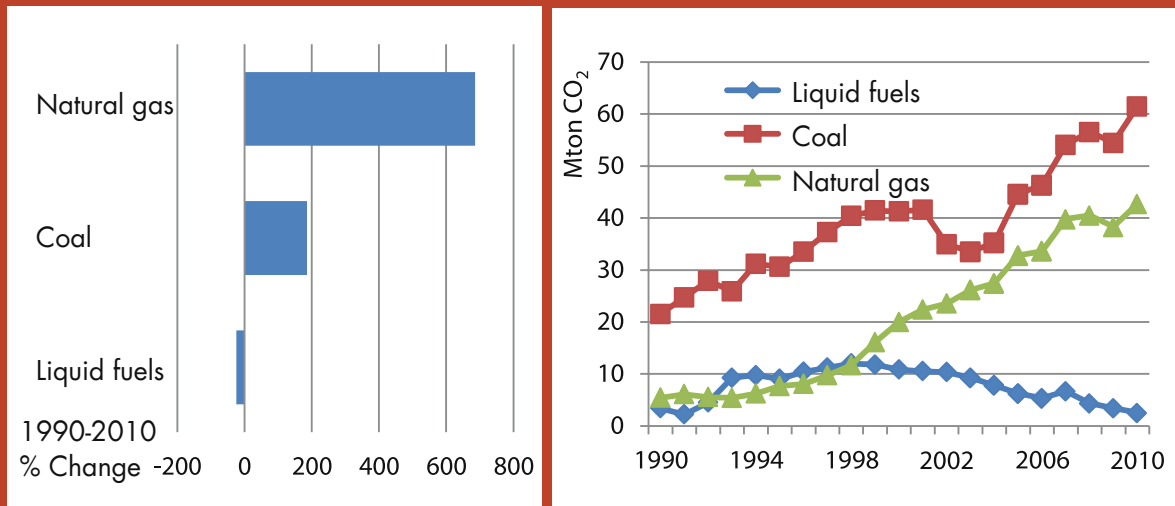 Natural gas
Coal
Liquid fuels
1990-2010
% Change
-200
0
200
400
600
800
Mton CO₂
70
60
50
40
30
20
10
0
Liquid fuels
Coal
Natural gas
1990
1994
1998
2002
2006
2010